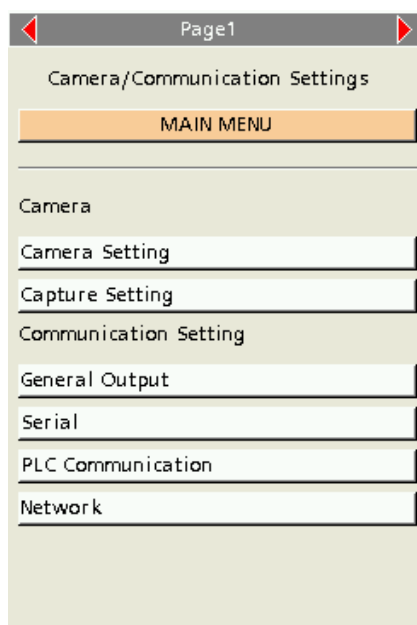 Page1
Camera/Communication Settings
MAIN MENU
Camera
Camera Setting
Capture Setting
Communication Setting
General Output
Serial
PLC Communication
Network